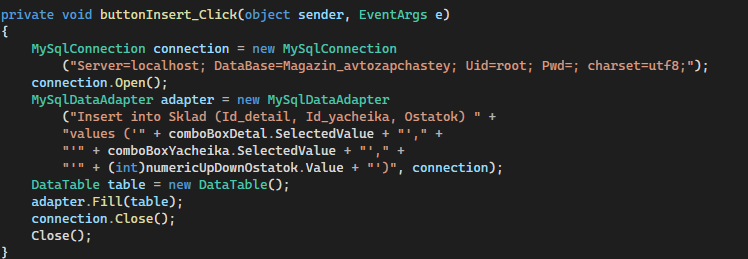 private void buttonInsert_Click(object sender, EventArgs e)
{
    MySqlConnection connection = new MySqlConnection
        ("Server=localhost; DataBase=Magazin_avtozapchastey; Uid=root; Pwd=; charset=utf8;");
    connection.Open();
    MySqlDataAdapter adapter = new MySqlDataAdapter
        ("Insert into Sklad (Id_detail, Id_yacheika, Ostatok) " +
        "values ('" + comboBoxDetal.SelectedValue + "'," +
        "'" + comboBoxYacheika.SelectedValue + "'," +
        "'" + (int)numericUpDownOstatok.Value + "')", connection);
    DataTable table = new DataTable();
    adapter.Fill(table);
    connection.Close();
    Close();
}